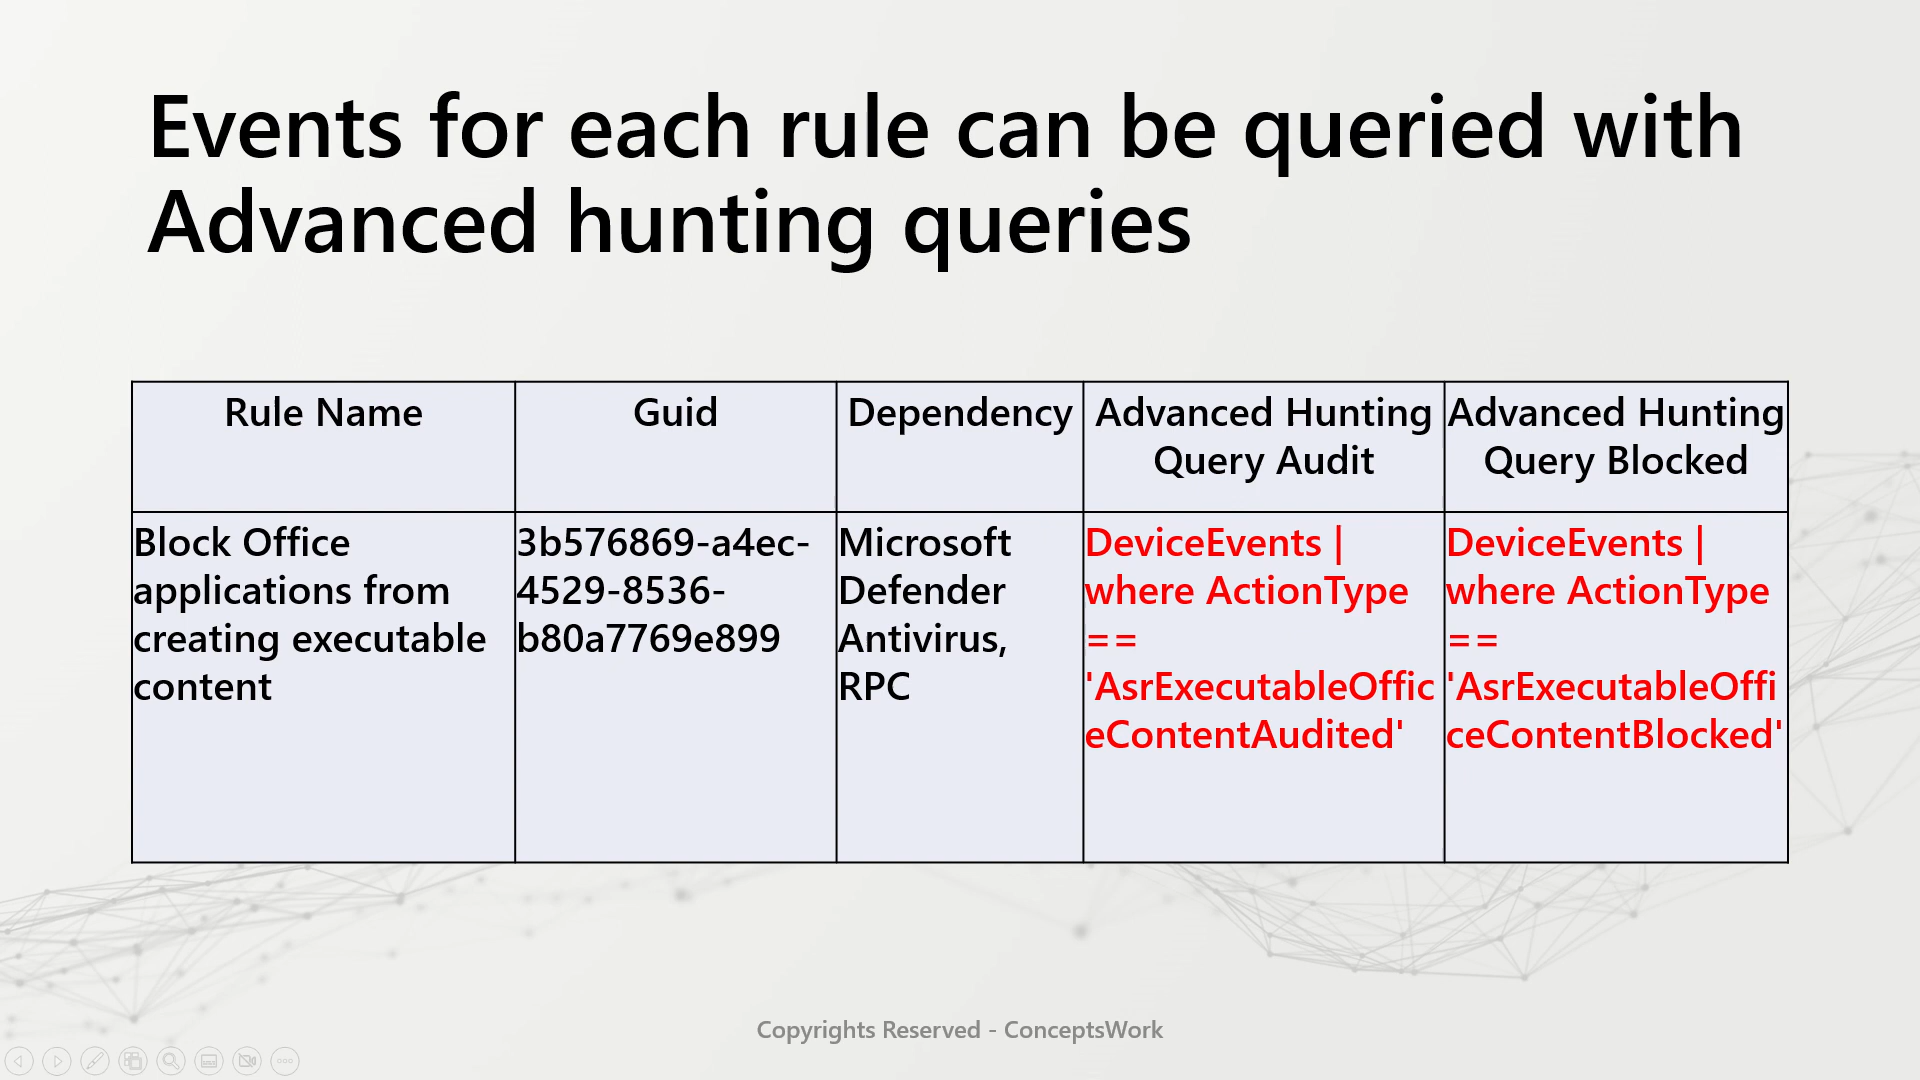 Events for each rule can be queried with
Advanced hunting queries
Rule Name
Guid
Dependency
Advanced Hunting
Query Audit
Advanced Hunting
Query Blocked
Block Office
applications from
creating executable
content
3b576869-a4ec-
4529-8536-
b80a7769e899
Microsoft
Defender
Antivirus,
RPC
DeviceEvents |
where ActionType
==
'AsrExecutableOffic
eContentAudited'
DeviceEvents |
where ActionType
==
'AsrExecutableOffi
ceContentBlocked'
Copyrights Reserved - ConceptsWork